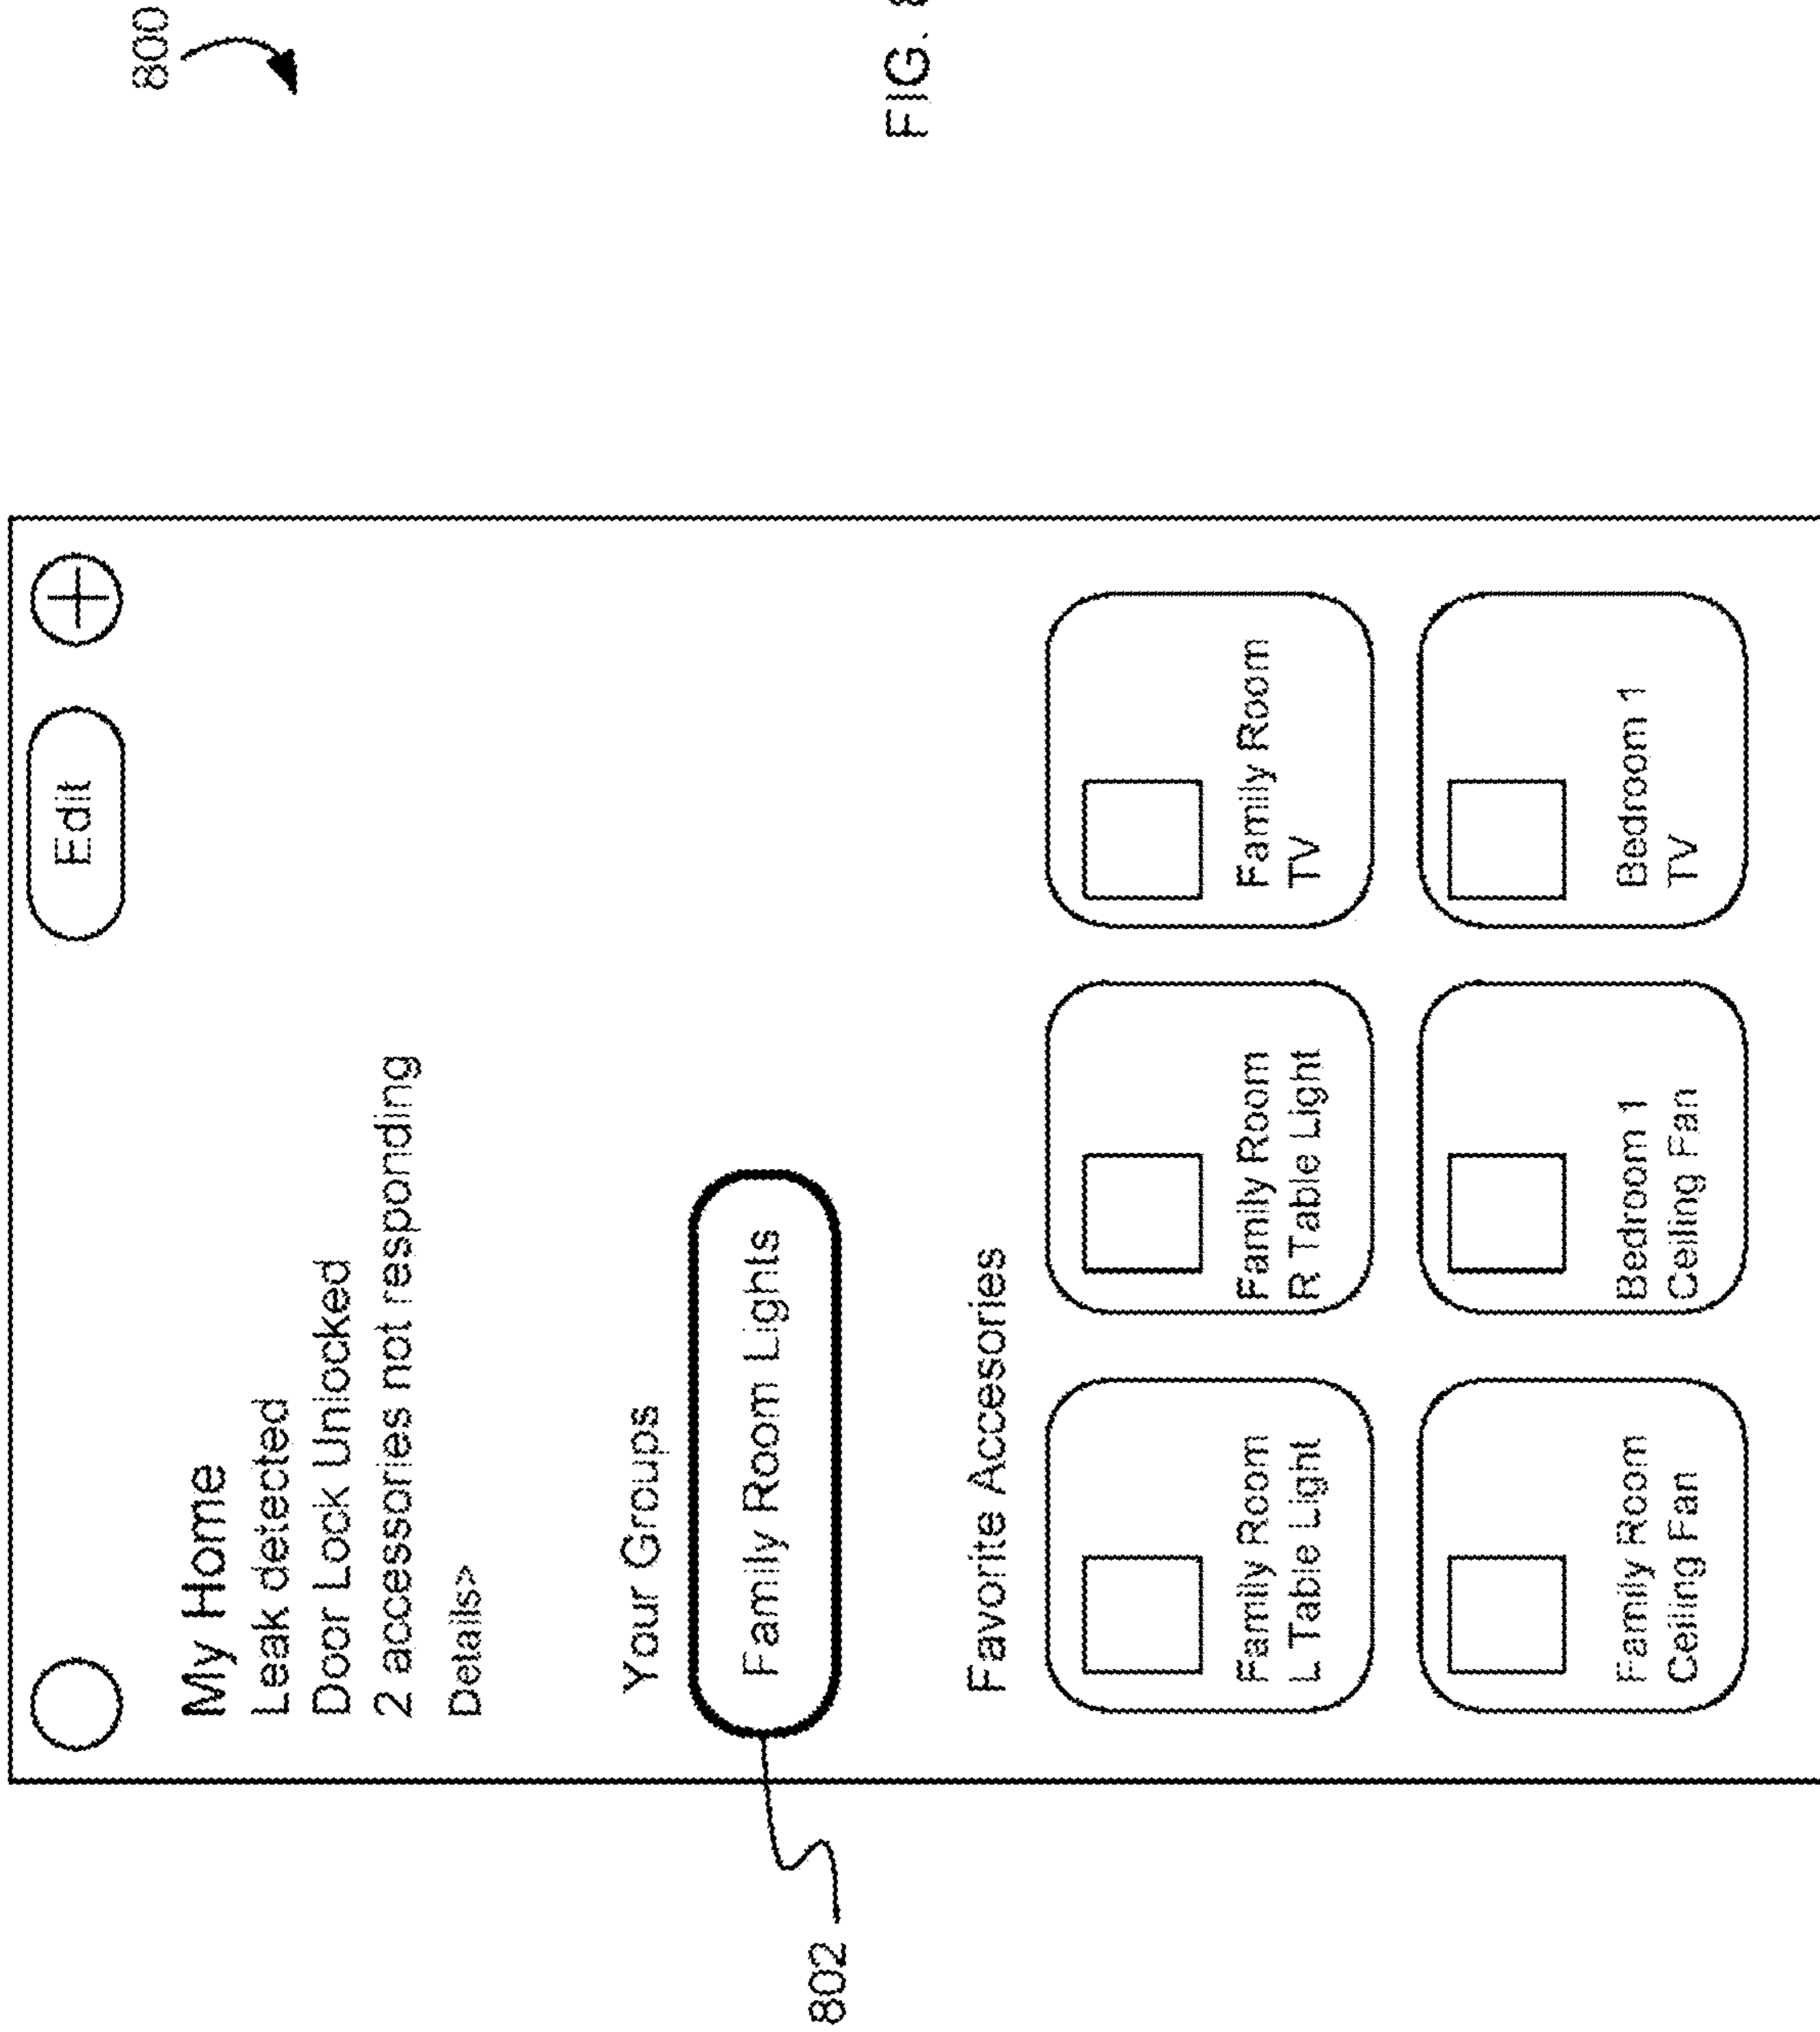 800
Edit
My Home
Leak detected
Door Lock Unlocked
2 accessories not responding
Details>
Your Groups
Family Room Lights
802
Favorite Accesories
Family Room
L Table Light
Family Room
R Table Light
Family Room
TV
Family Room
Ceiling Fan
Bedroom 1
Ceiling Fan
Bedroom 1
TV
FIG.